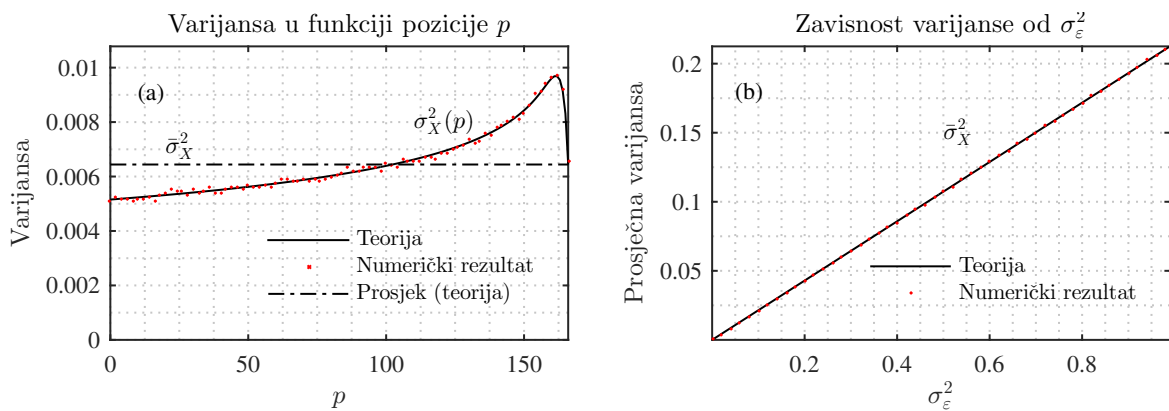 Varijansa u funkciji pozicije p
0.01
0.008
0.006
0.004
0.002
0
Varijansa
(a)
σ̄²_X
σ²_X(p)
Teorija
Numerički rezultat
Prosjek (teorija)
0 50 100 150
p
Zavisnost varijanse od σ²_ε
0.2
0.15
0.1
0.05
Prosječna varijansa
(b)
σ̄²_X
Teorija
Numerički rezultat
0.2 0.4 0.6 0.8
σ²_ε